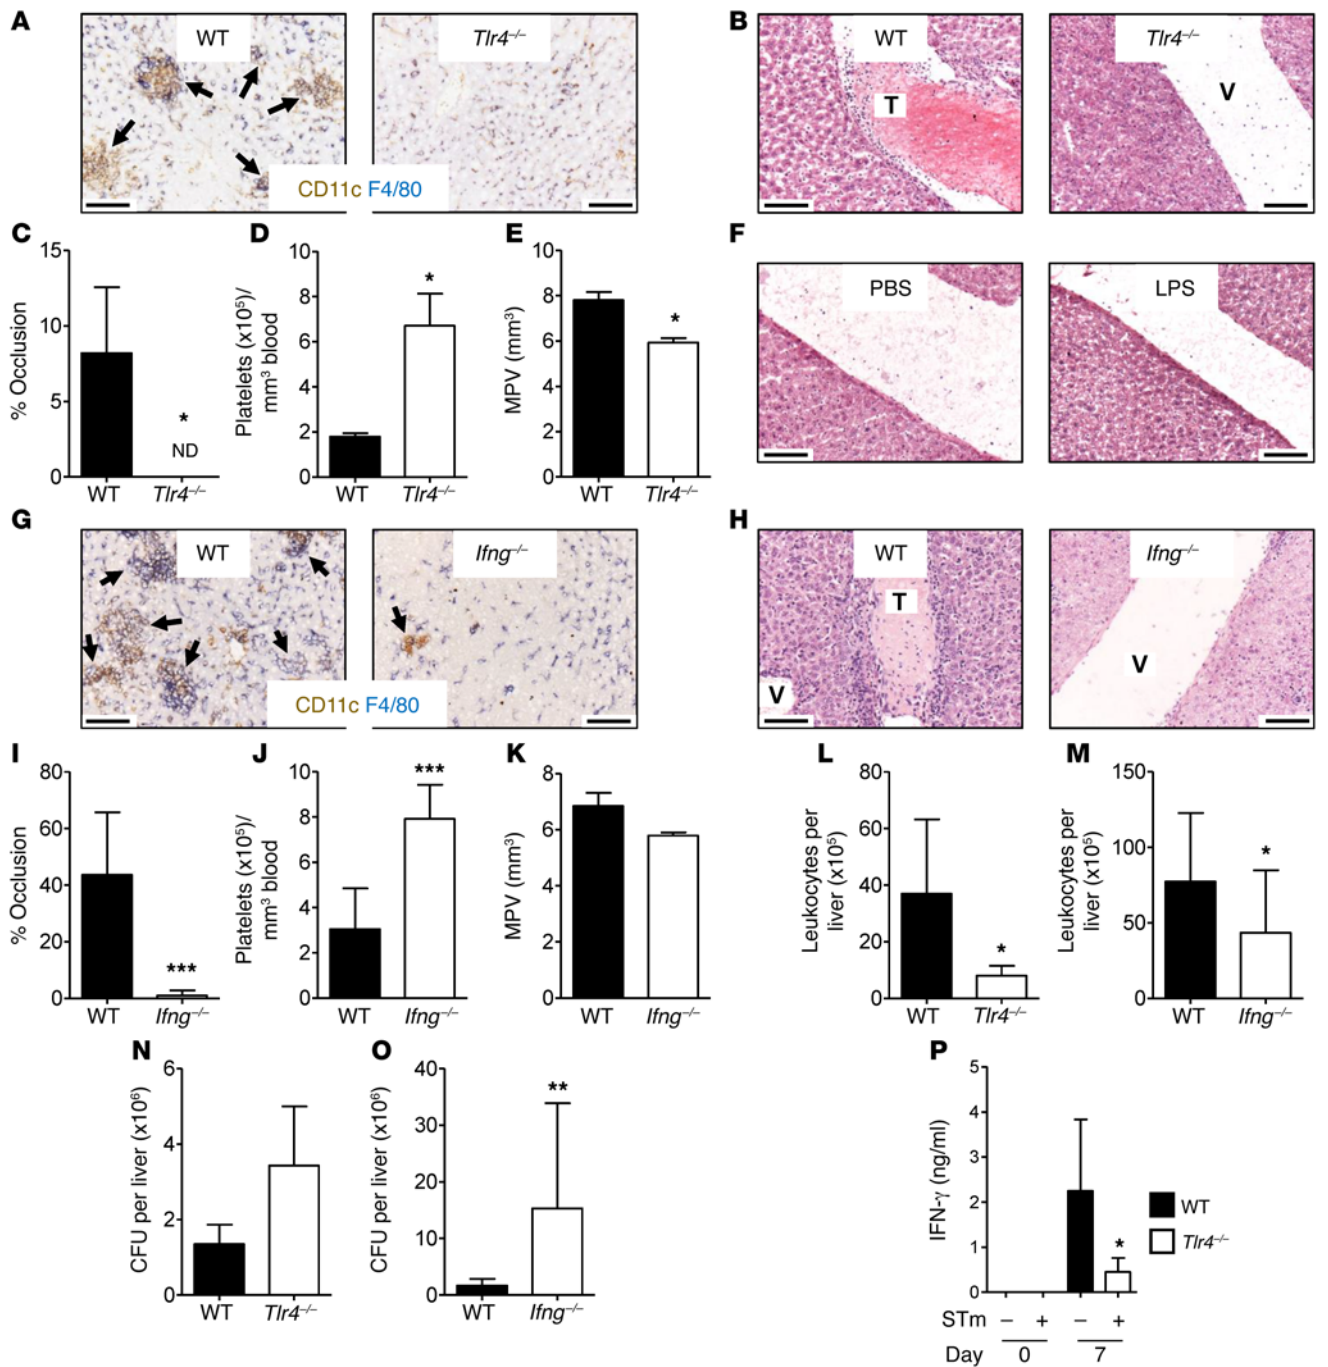 A
WT
Tlr4–/–
CD11c F4/80
B
WT
T
Tlr4–/–
V
C
% Occlusion
15
10
5
0
*
ND
WT
Tlr4–/–
D
Platelets (x10⁵)/
mm³ blood
10
8
6
4
2
0
*
WT
Tlr4–/–
E
MPV (mm³)
10
8
6
4
2
0
*
WT
Tlr4–/–
F
PBS
LPS
G
WT
Ifng–/–
CD11c F4/80
H
WT
T
V
Ifng–/–
V
I
% Occlusion
80
60
40
20
0
***
WT
Ifng–/–
J
Platelets (x10⁵)/
mm³ blood
10
8
6
4
2
0
***
WT
Ifng–/–
K
MPV (mm³)
8
6
4
2
0
WT
Ifng–/–
L
Leukocytes per
liver (x10⁵)
80
60
40
20
0
*
WT
Tlr4–/–
M
Leukocytes per
liver (x10⁵)
150
100
50
0
*
WT
Ifng–/–
N
CFU per liver (x10⁶)
6
4
2
0
WT
Tlr4–/–
O
CFU per liver (x10⁶)
40
30
20
10
0
**
WT
Ifng–/–
P
IFN-γ (ng/ml)
5
4
3
2
1
0
*
WT
Tlr4–/–
STm – + – +
Day 0 7